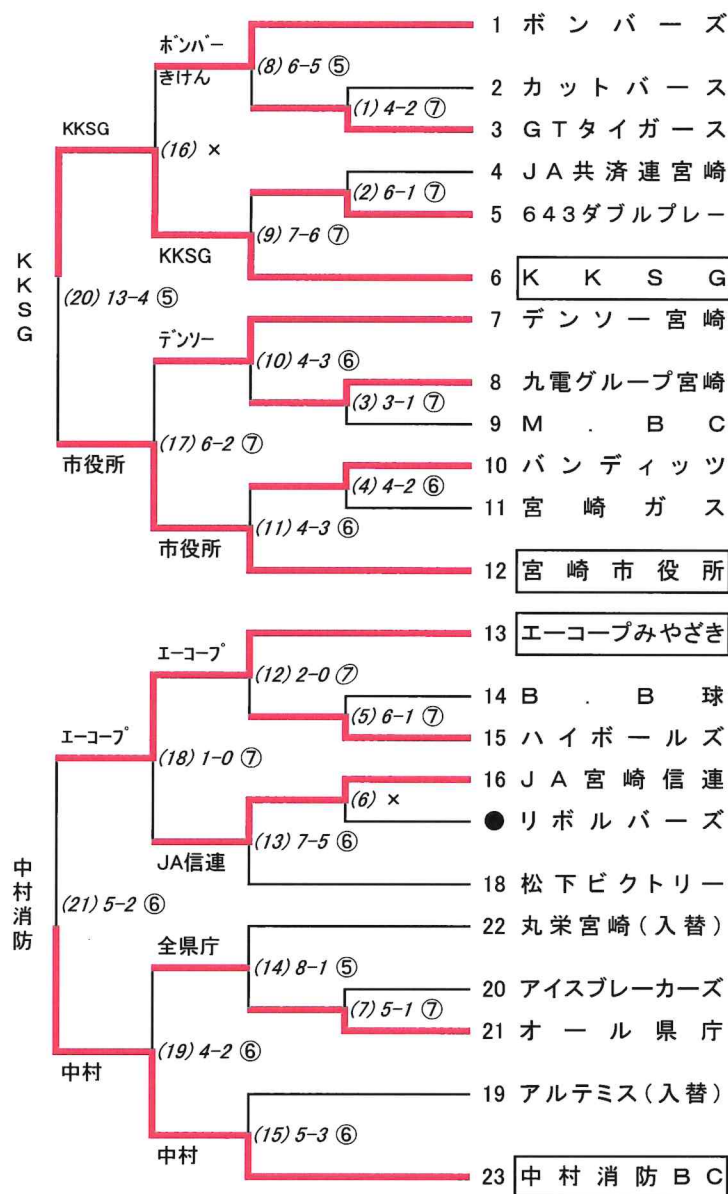 1 ボンバーズ
ボンバー
きけん
(8) 6-5 ⑤
2 カットバース
(1) 4-2 ⑦
3 GTタイガース
KKSG
(16) ×
4 JA共済連宮崎
(2) 6-1 ⑦
5 643ダブルプレー
(9) 7-6 ⑦
KKSG
6 KKSG
KKSG
(20) 13-4 ⑤
7 デンソー宮崎
デンソー
(10) 4-3 ⑥
8 九電グループ宮崎
(3) 3-1 ⑦
9 M.BC
(17) 6-2 ⑦
市役所
10 バンディッツ
(4) 4-2 ⑥
11 宮崎ガス
(11) 4-3 ⑥
市役所
12 宮崎市役所
13 エーコープみやざき
エーコープ
(12) 2-0 ⑦
14 B.B球
(5) 6-1 ⑦
15 ハイボールズ
エーコープ
(18) 1-0 ⑦
16 JA宮崎信連
(6) ×
● リボルバーズ
(13) 7-5 ⑥
JA信連
18 松下ビクトリー
中村消防
(21) 5-2 ⑥
22 丸栄宮崎(入替)
全県庁
(14) 8-1 ⑤
20 アイスブレーカーズ
(7) 5-1 ⑦
21 オール県庁
(19) 4-2 ⑥
中村
19 アルテミス(入替)
(15) 5-3 ⑥
中村
23 中村消防BC